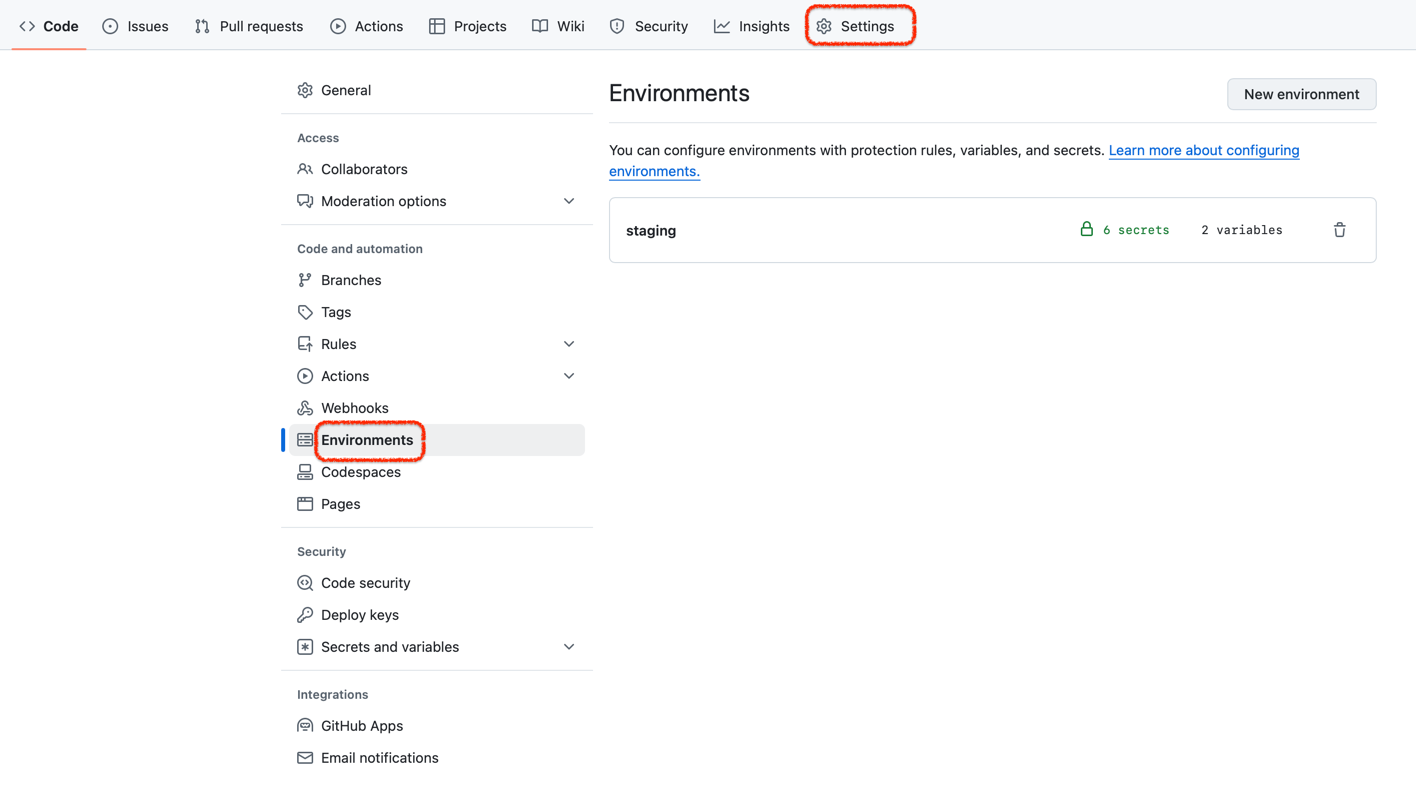 Code Issues Pull requests Actions Projects Wiki Security Insights Settings
General
Access
Collaborators
Moderation options
Code and automation
Branches
Tags
Rules
Actions
Webhooks
Environments
Codespaces
Pages
Security
Code security
Deploy keys
Secrets and variables
Integrations
GitHub Apps
Email notifications
Environments
New environment
You can configure environments with protection rules, variables, and secrets. Learn more about configuring
environments.
staging 6 secrets 2 variables